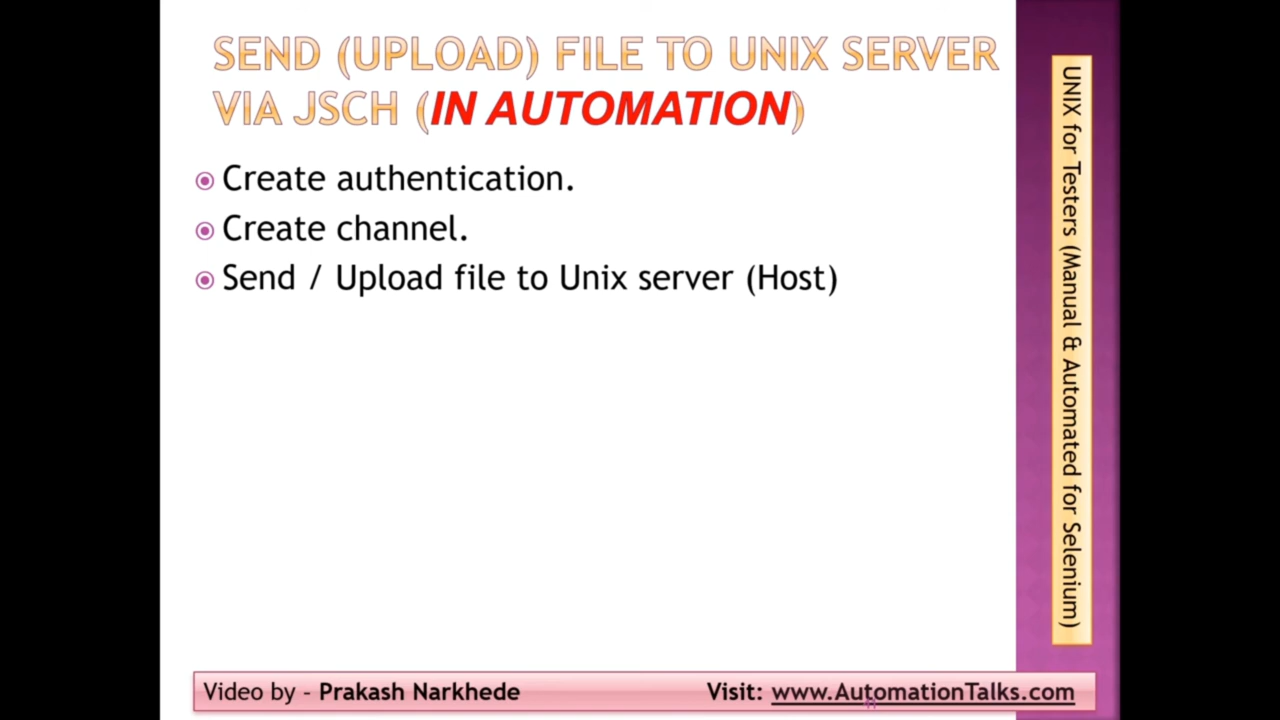 SEND (UPLOAD) FILE TO UNIX SERVER
VIA JSCH (IN AUTOMATION)
Create authentication.
Create channel.
Send / Upload file to Unix server (Host)
UNIX for Testers (Manual & Automated for Selenium)
Video by - Prakash Narkhede Visit: www.AutomationTalks.com